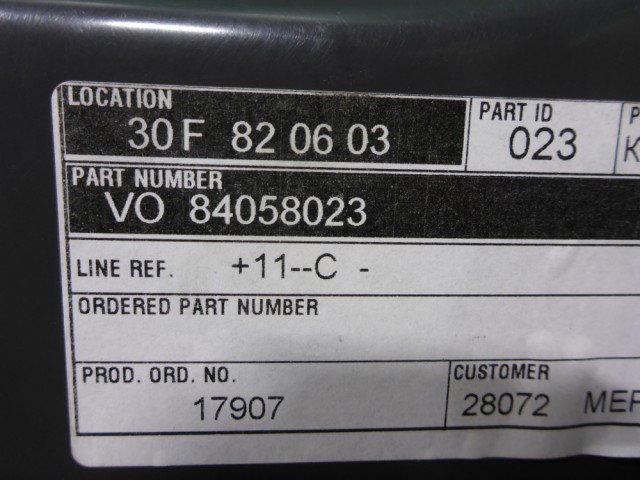 LOCATION
30 F 82 06 03
PART ID
023
PART NUMBER
VO 84058023
LINE REF. +11--C -
ORDERED PART NUMBER
PROD. ORD. NO.
17907
CUSTOMER
28072